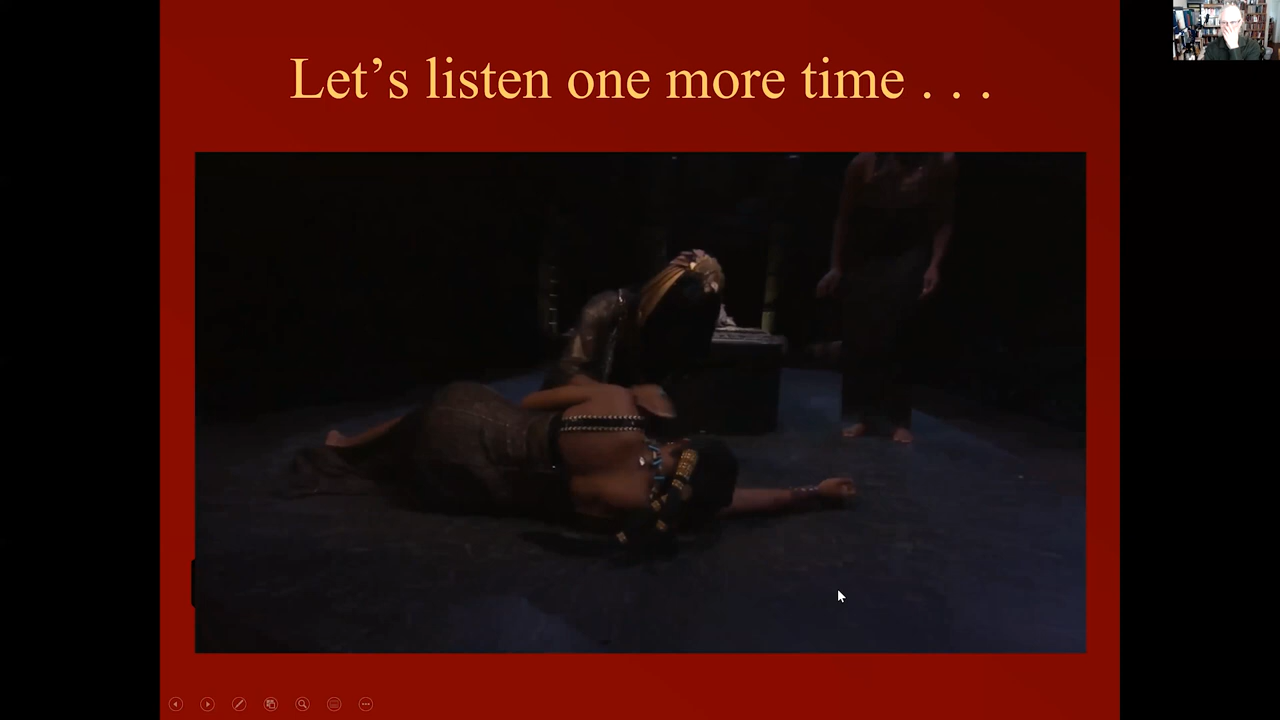 Let’s listen one more time . . .